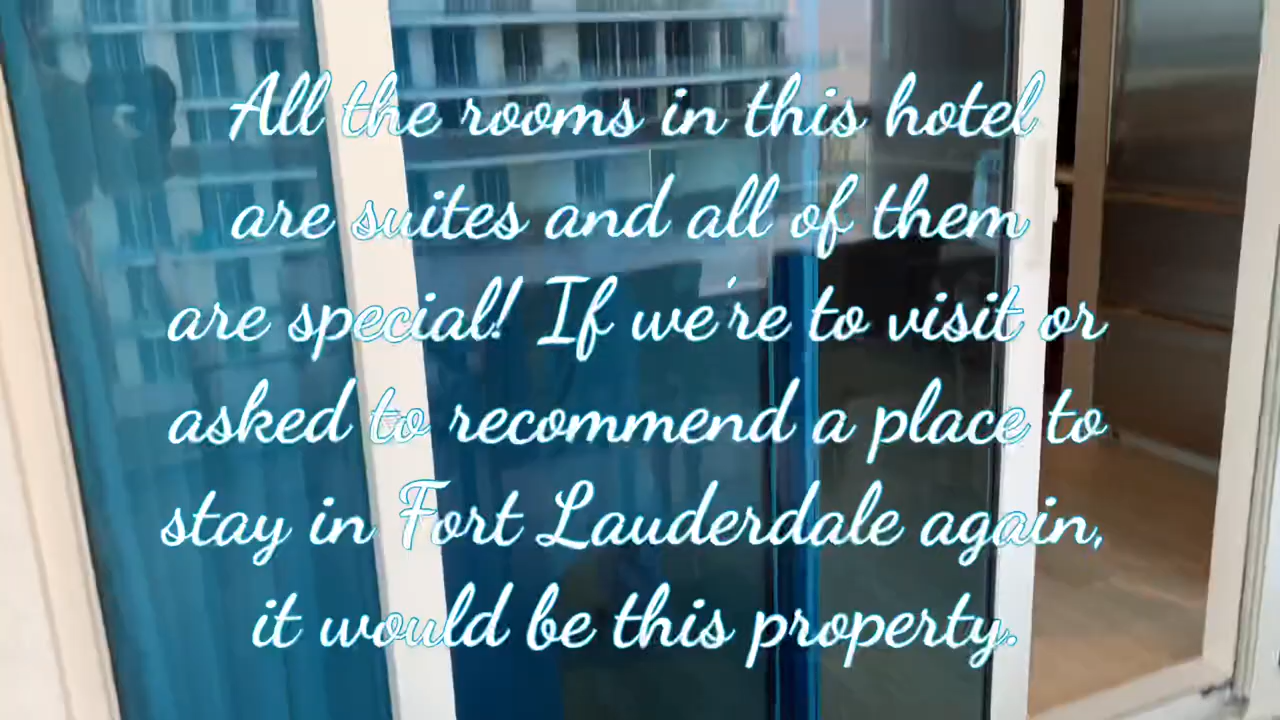 All the rooms in this hotel
are suites and all of them
are special! If we're to visit or
asked to recommend a place to
stay in Fort Lauderdale again,
it would be this property.